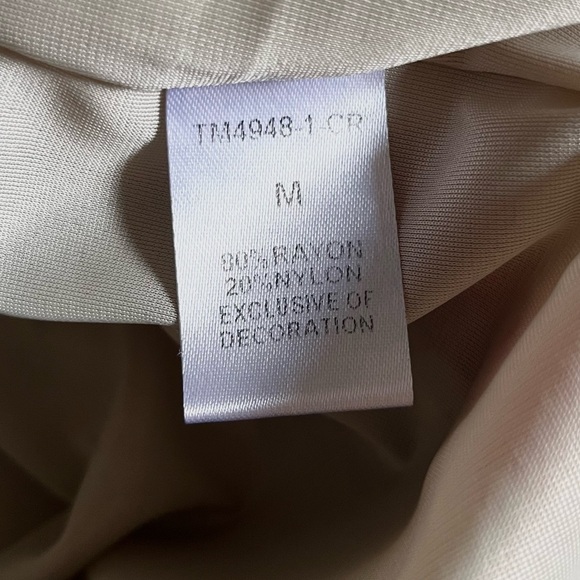 TM4948-1-CR
M
80% RAYON
20% NYLON
EXCLUSIVE OF
DECORATION